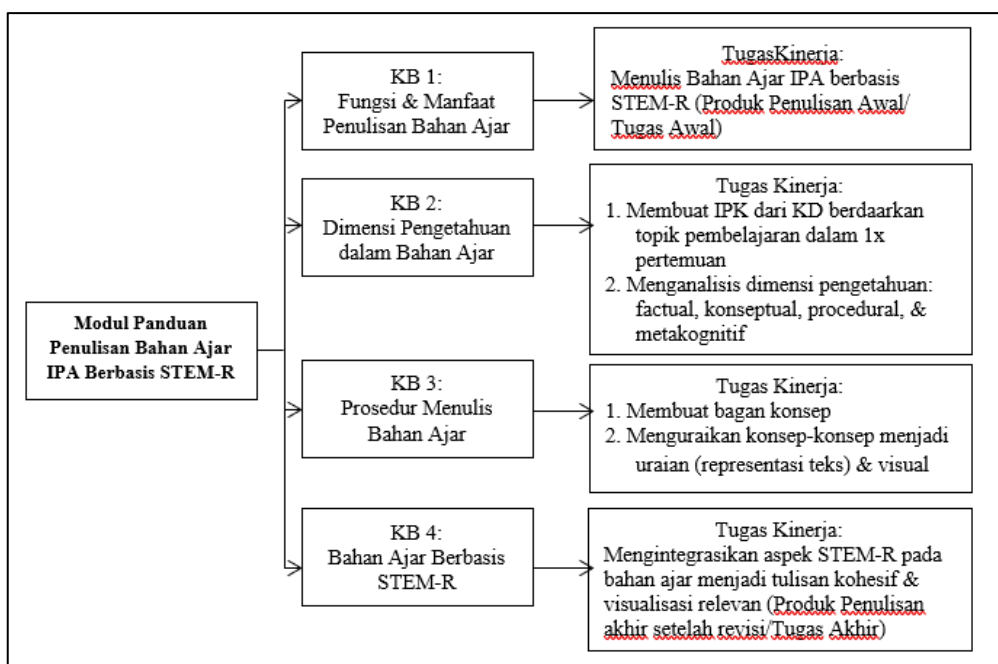 KB 1:
Fungsi & Manfaat
Penulisan Bahan Ajar
TugasKinerja:
Menulis Bahan Ajar IPA berbasis
STEM-R (Produk Penulisan Awal/
Tugas Awal)
KB 2:
Dimensi Pengetahuan
dalam Bahan Ajar
Tugas Kinerja:
1. Membuat IPK dari KD berdaarkan
topik pembelajaran dalam 1x
pertemuan
2. Menganalisis dimensi pengetahuan:
factual, konseptual, procedural, &
metakognitif
Modul Panduan
Penulisan Bahan Ajar
IPA Berbasis STEM-R
KB 3:
Prosedur Menulis
Bahan Ajar
Tugas Kinerja:
1. Membuat bagan konsep
2. Menguraikan konsep-konsep menjadi
uraian (representasi teks) & visual
KB 4:
Bahan Ajar Berbasis
STEM-R
Tugas Kinerja:
Mengintegrasikan aspek STEM-R pada
bahan ajar menjadi tulisan kohesif &
visualisasi relevan (Produk Penulisan
akhir setelah revisi/Tugas Akhir)